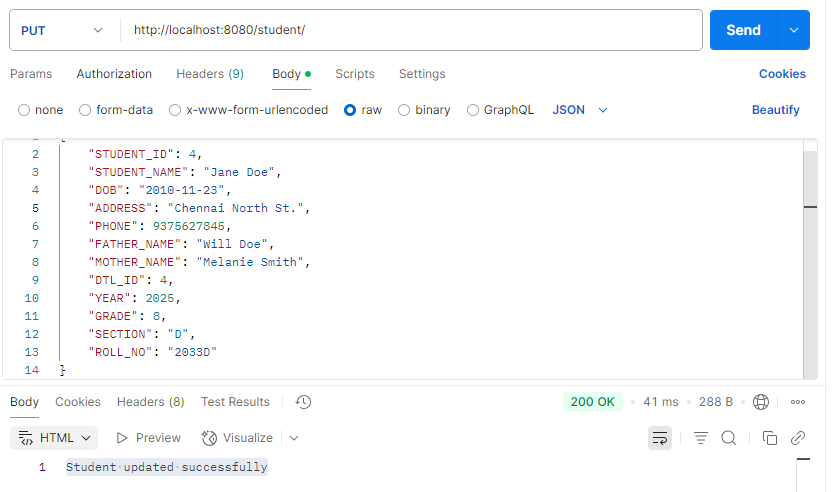 PUT http://localhost:8080/student/ Send
Params Authorization Headers (9) Body Scripts Settings Cookies
none form-data x-www-form-urlencoded raw binary GraphQL JSON Beautify
2 "STUDENT_ID": 4,
3 "STUDENT_NAME": "Jane Doe",
4 "DOB": "2010-11-23",
5 "ADDRESS": "Chennai North St.",
6 "PHONE": 9375627845,
7 "FATHER_NAME": "Will Doe",
8 "MOTHER_NAME": "Melanie Smith",
9 "DTL_ID": 4,
10 "YEAR": 2025,
11 "GRADE": 8,
12 "SECTION": "D",
13 "ROLL_NO": "2033D"
14 }
Body Cookies Headers (8) Test Results 200 OK 41 ms 288 B
HTML Preview Visualize
1 Student updated successfully